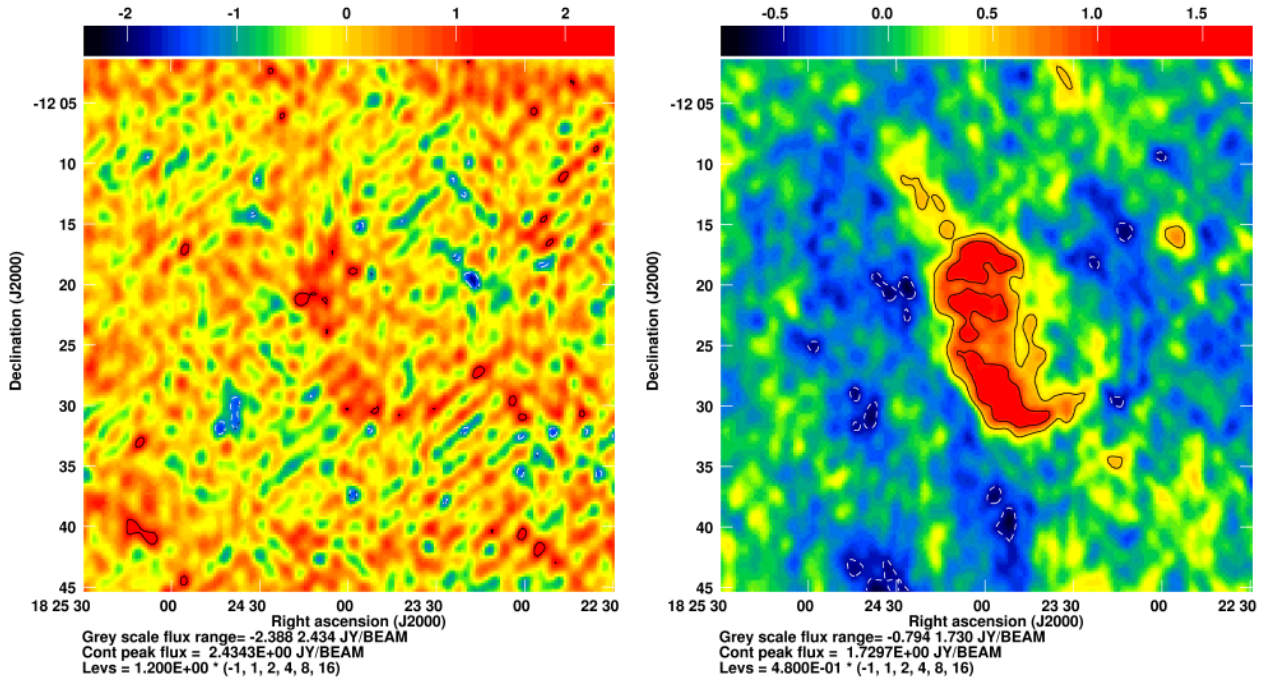 -2 -1 0 1 2
-12 05
10
15
20
25
30
35
40
45
Declination (J2000)
18 25 30 00 24 30 00 23 30 00 22 30
Right ascension (J2000)
Grey scale flux range= -2.388 2.434 JY/BEAM
Cont peak flux = 2.4343E+00 JY/BEAM
Levs = 1.200E+00 * (-1, 1, 2, 4, 8, 16)
-0.5 0.0 0.5 1.0 1.5
-12 05
10
15
20
25
30
35
40
45
Declination (J2000)
18 25 30 00 24 30 00 23 30 00 22 30
Right ascension (J2000)
Grey scale flux range= -0.794 1.730 JY/BEAM
Cont peak flux = 1.7297E+00 JY/BEAM
Levs = 4.800E-01 * (-1, 1, 2, 4, 8, 16)